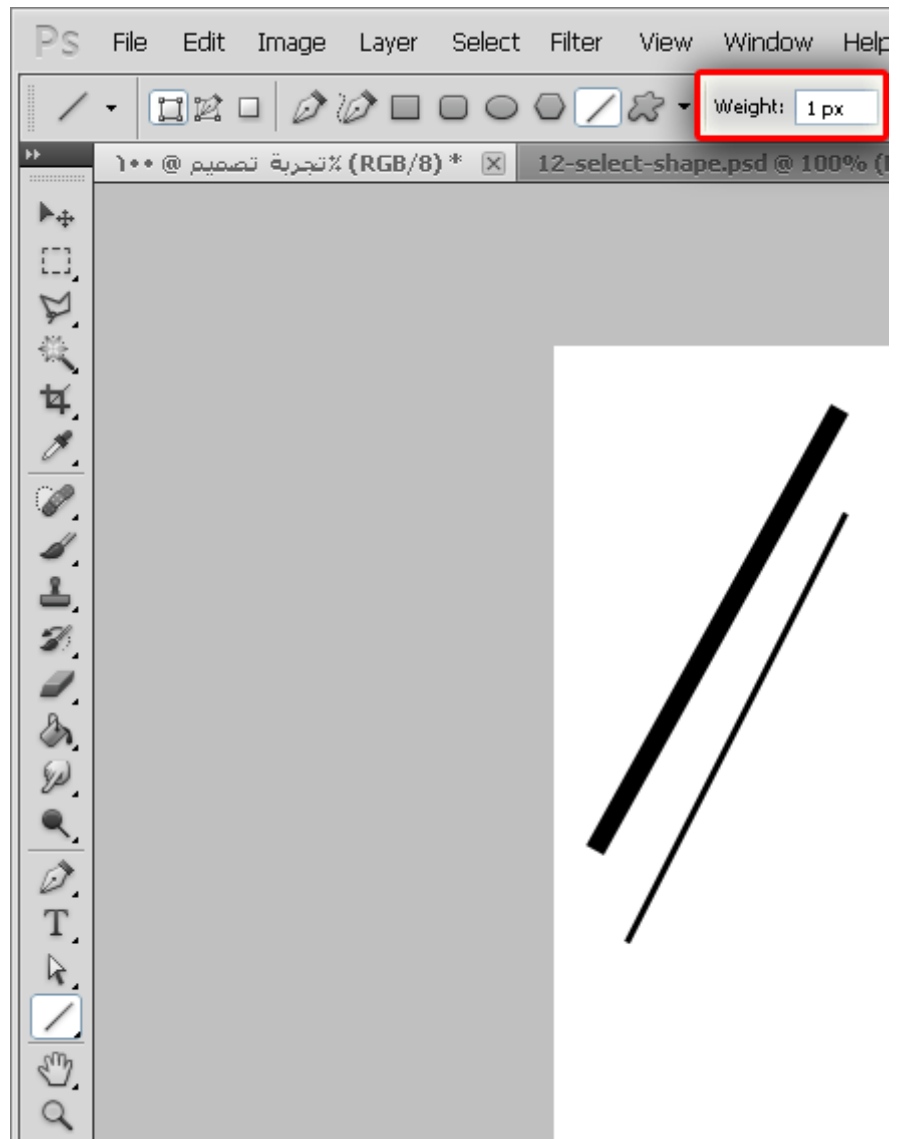 Ps File Edit Image Layer Select Filter View Window Help
Weight: 1 px
تجربة تصميم @ ١٠٠٪ (RGB/8) * 12-select-shape.psd @ 100% (
T